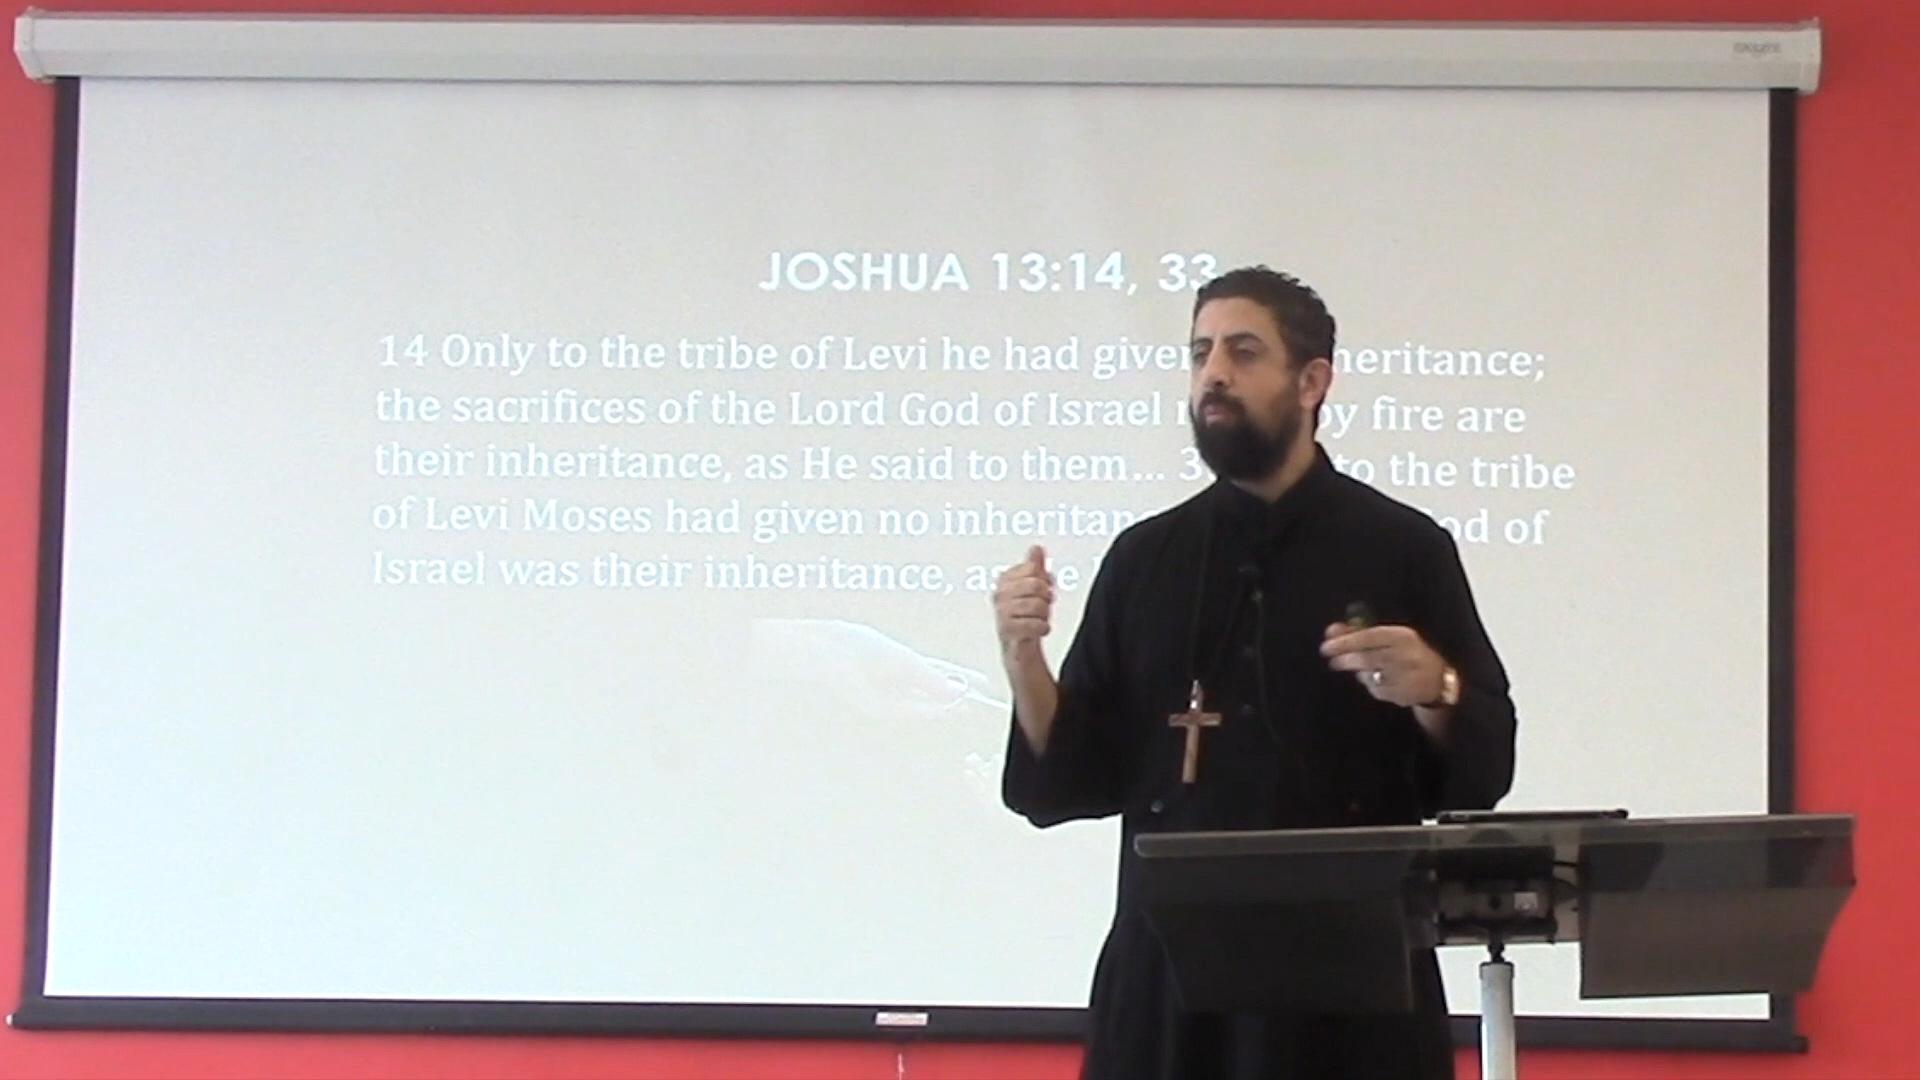 JOSHUA 13:14, 33
14 Only to the tribe of Levi he had given heritance;
the sacrifices of the Lord God of Israel by fire are
their inheritance, as He said to them... 3 to the tribe
of Levi Moses had given no inheritan od of
Israel was their inheritance, as e